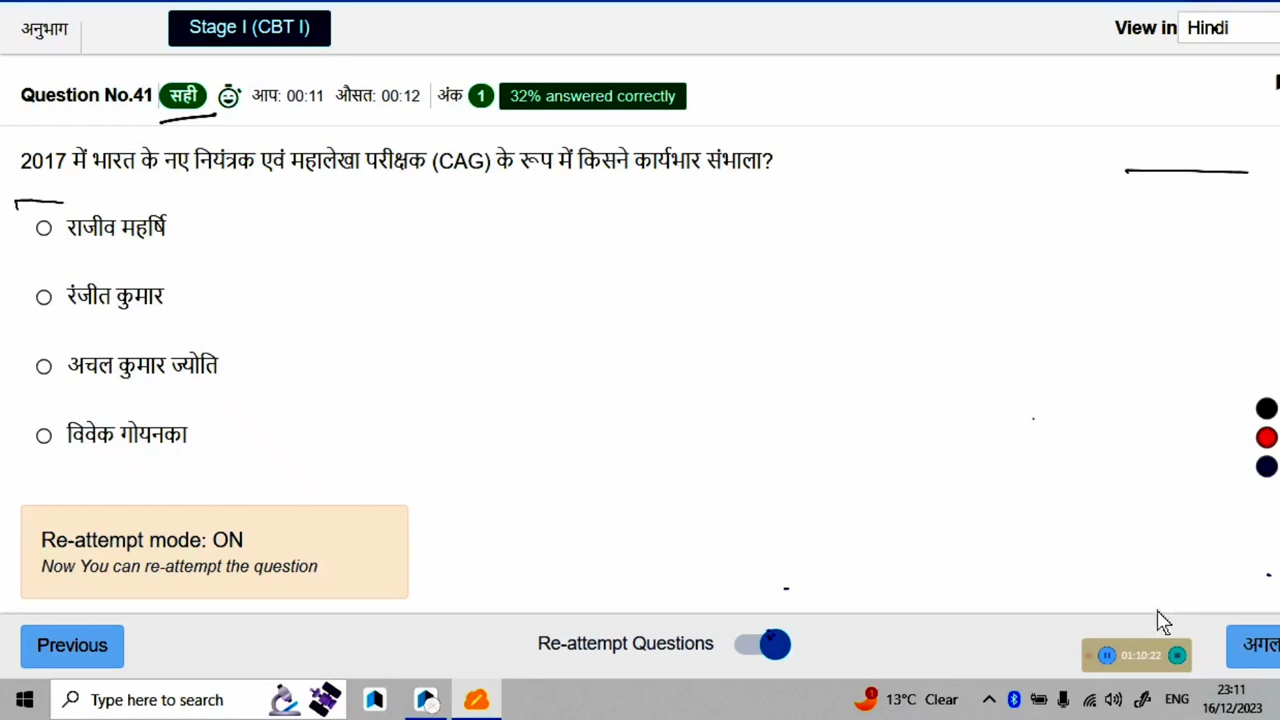 अनुभाग
Stage I (CBT I)
View in Hindi
Question No.41 सही आप: 00:11 औसत: 00:12 अंक 1 32% answered correctly
2017 में भारत के नए नियंत्रक एवं महालेखा परीक्षक (CAG) के रूप में किसने कार्यभार संभाला?
राजीव महर्षि
रंजीत कुमार
अचल कुमार ज्योति
विवेक गोयनका
Re-attempt mode: ON
Now You can re-attempt the question
Previous
Re-attempt Questions
01:10:22
Type here to search
1
13°C Clear
ENG
23:11
16/12/2023